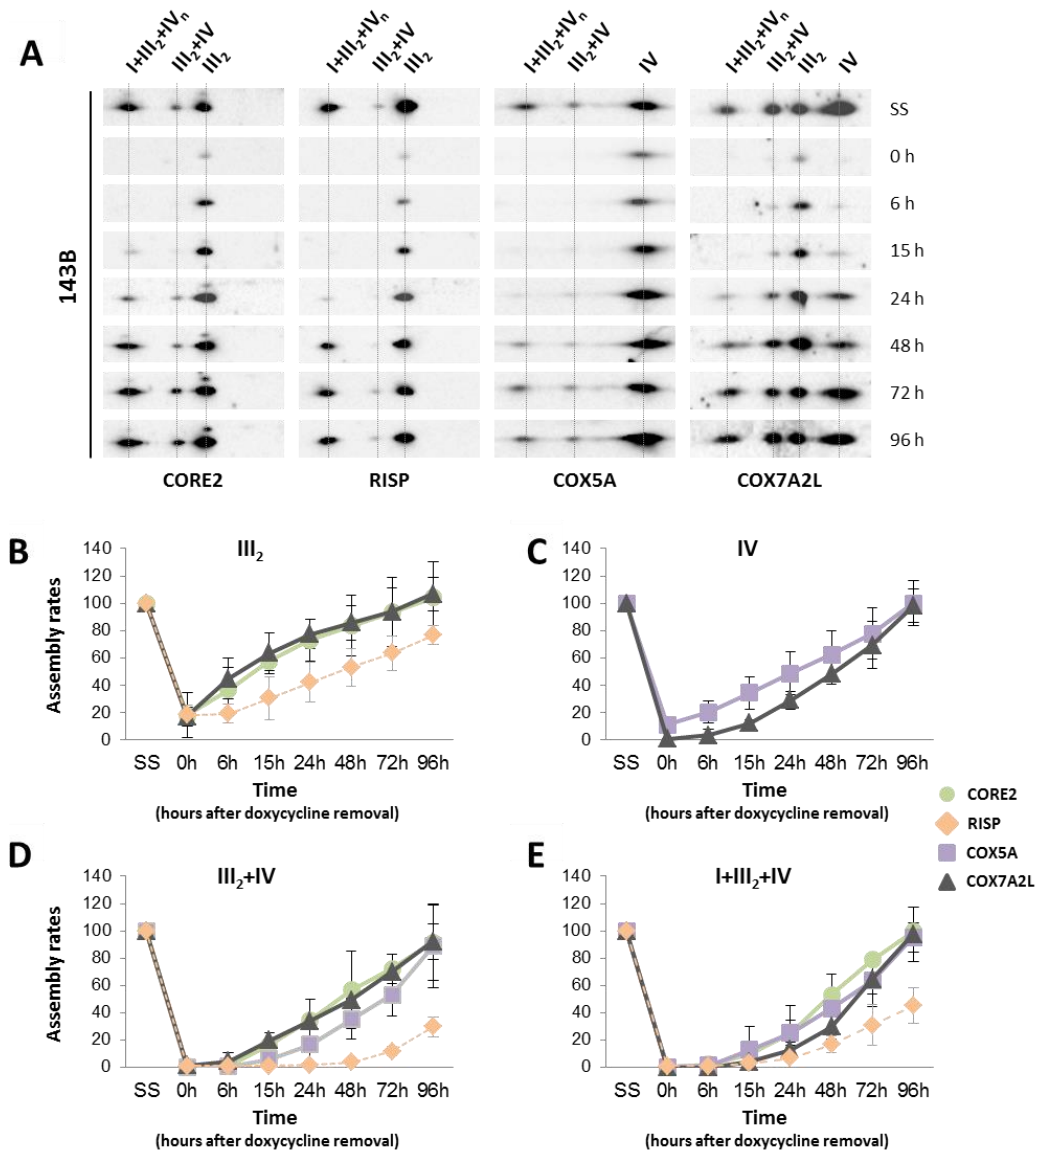 A
I+III₂+IVₙ III₂+IV III₂ I+III₂+IVₙ III₂+IV III₂ I+III₂+IVₙ III₂+IV IV I+III₂+IVₙ III₂+IV III₂ IV
143B
SS
0 h
6 h
15 h
24 h
48 h
72 h
96 h
CORE2 RISP COX5A COX7A2L
B
III₂
Assembly rates
140
120
100
80
60
40
20
0
SS 0h 6h 15h 24h 48h 72h 96h
Time
(hours after doxycycline removal)
C
IV
140
120
100
80
60
40
20
0
SS 0h 6h 15h 24h 48h 72h 96h
Time
(hours after doxycycline removal)
CORE2
RISP
COX5A
COX7A2L
D
III₂+IV
Assembly rates
140
120
100
80
60
40
20
0
SS 0h 6h 15h 24h 48h 72h 96h
Time
(hours after doxycycline removal)
E
I+III₂+IV
140
120
100
80
60
40
20
0
SS 0h 6h 15h 24h 48h 72h 96h
Time
(hours after doxycycline removal)